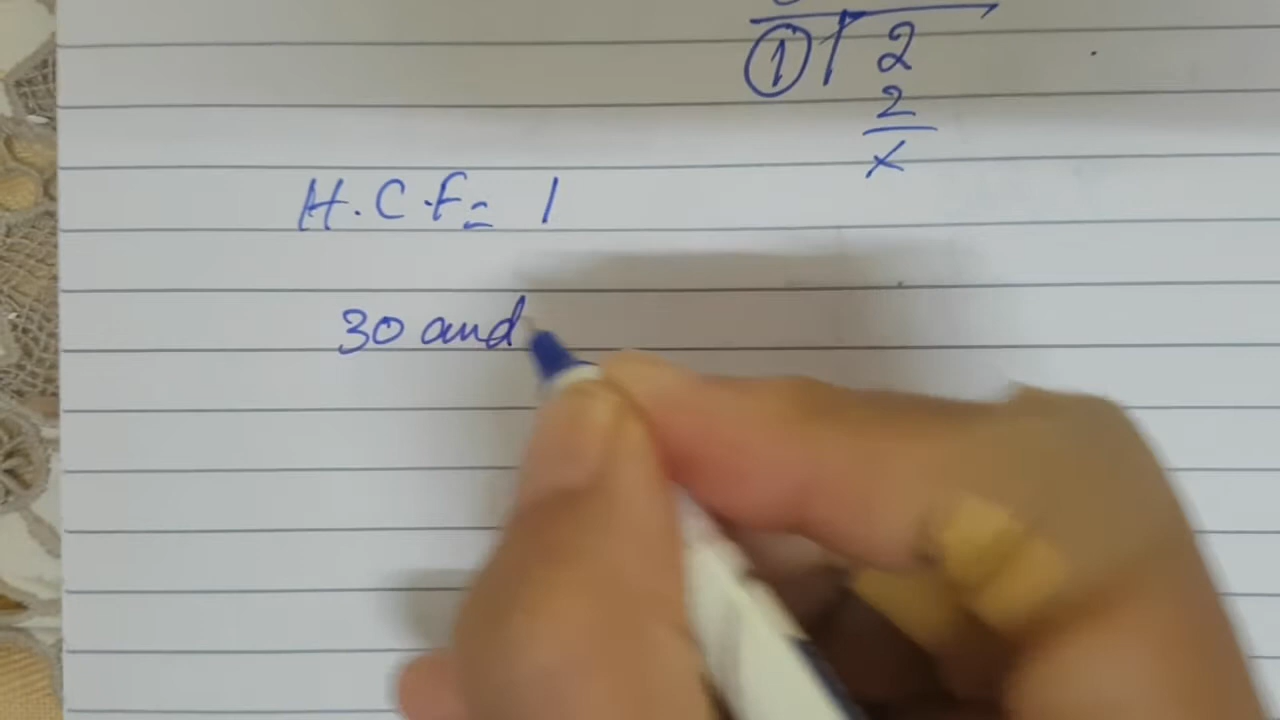 ① 2
2
×
H.C.F = 1
30 and